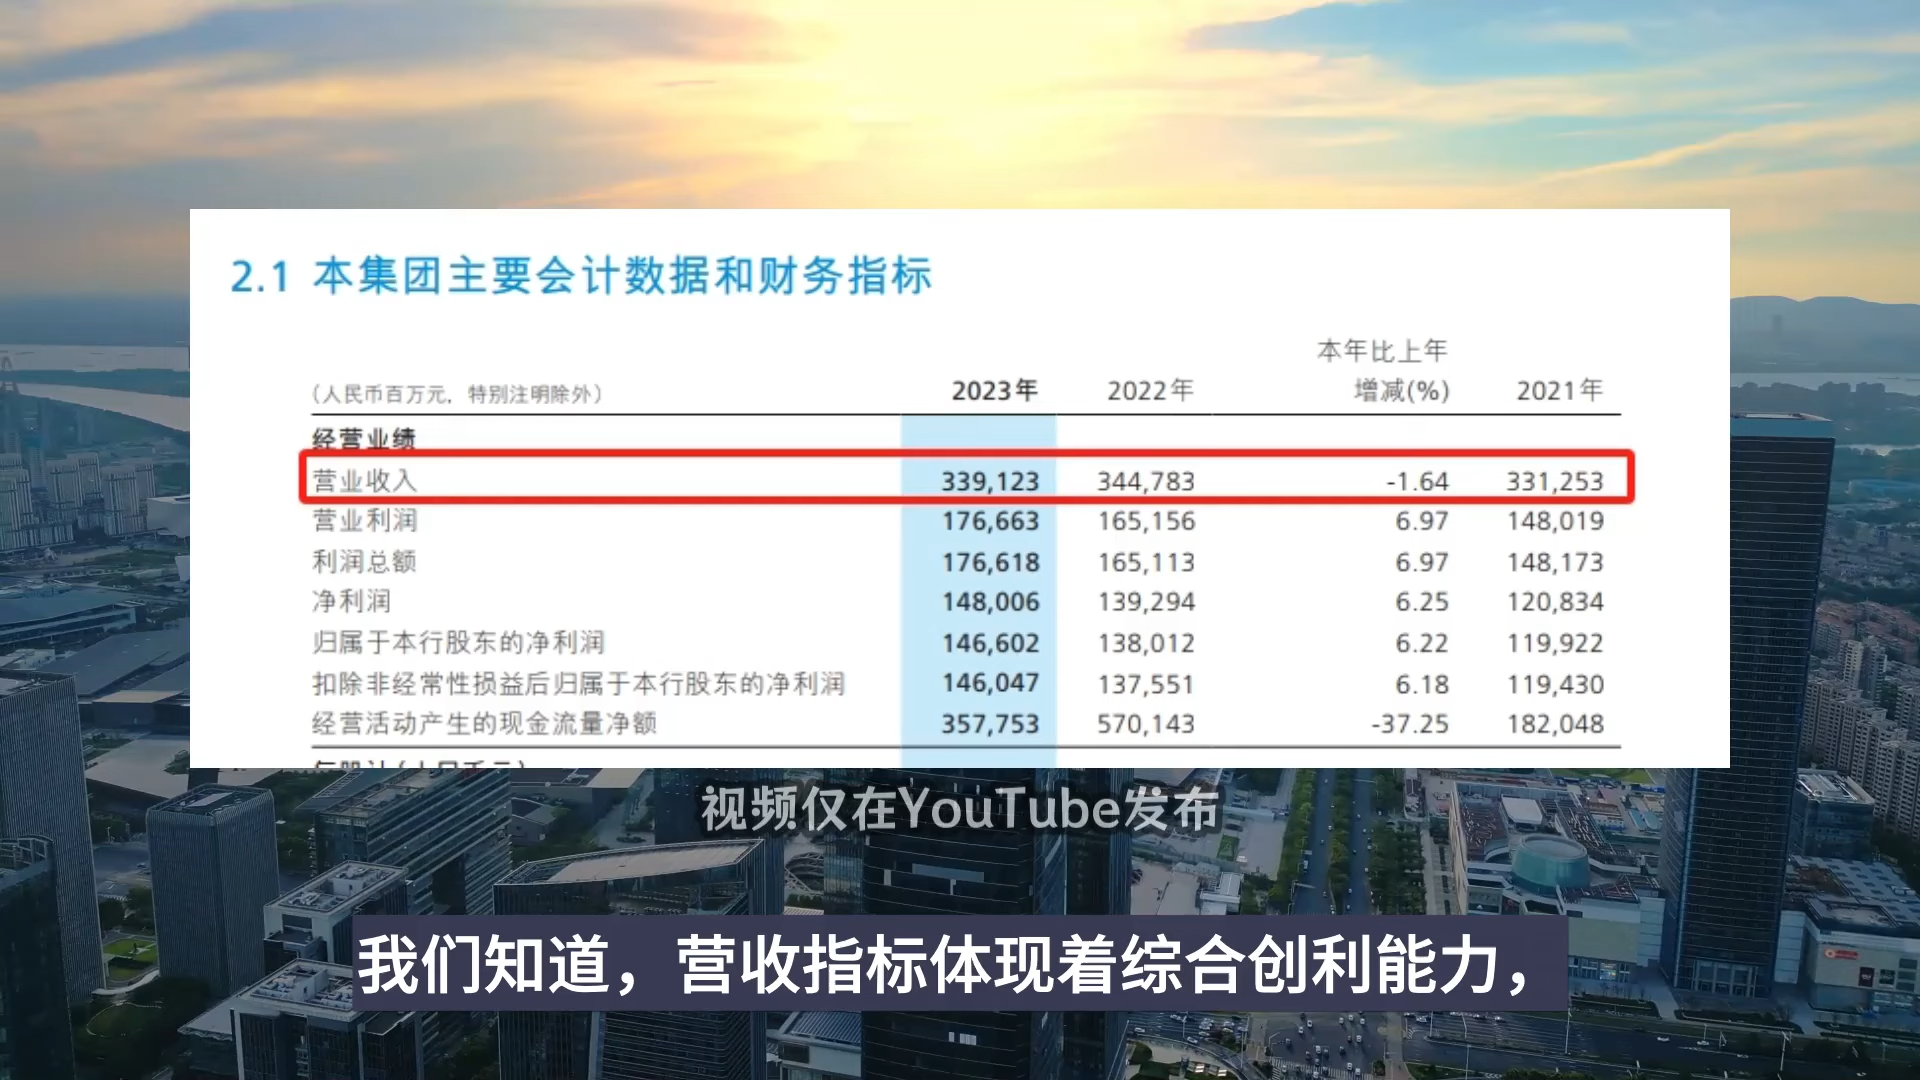 2.1 本集团主要会计数据和财务指标
本年比上年
（人民币百万元，特别注明除外） 2023年 2022年 增减(%) 2021年
经营业绩
营业收入 339,123 344,783 -1.64 331,253
营业利润 176,663 165,156 6.97 148,019
利润总额 176,618 165,113 6.97 148,173
净利润 148,006 139,294 6.25 120,834
归属于本行股东的净利润 146,602 138,012 6.22 119,922
扣除非经常性损益后归属于本行股东的净利润 146,047 137,551 6.18 119,430
经营活动产生的现金流量净额 357,753 570,143 -37.25 182,048
视频仅在YouTube发布
我们知道，营收指标体现着综合创利能力，